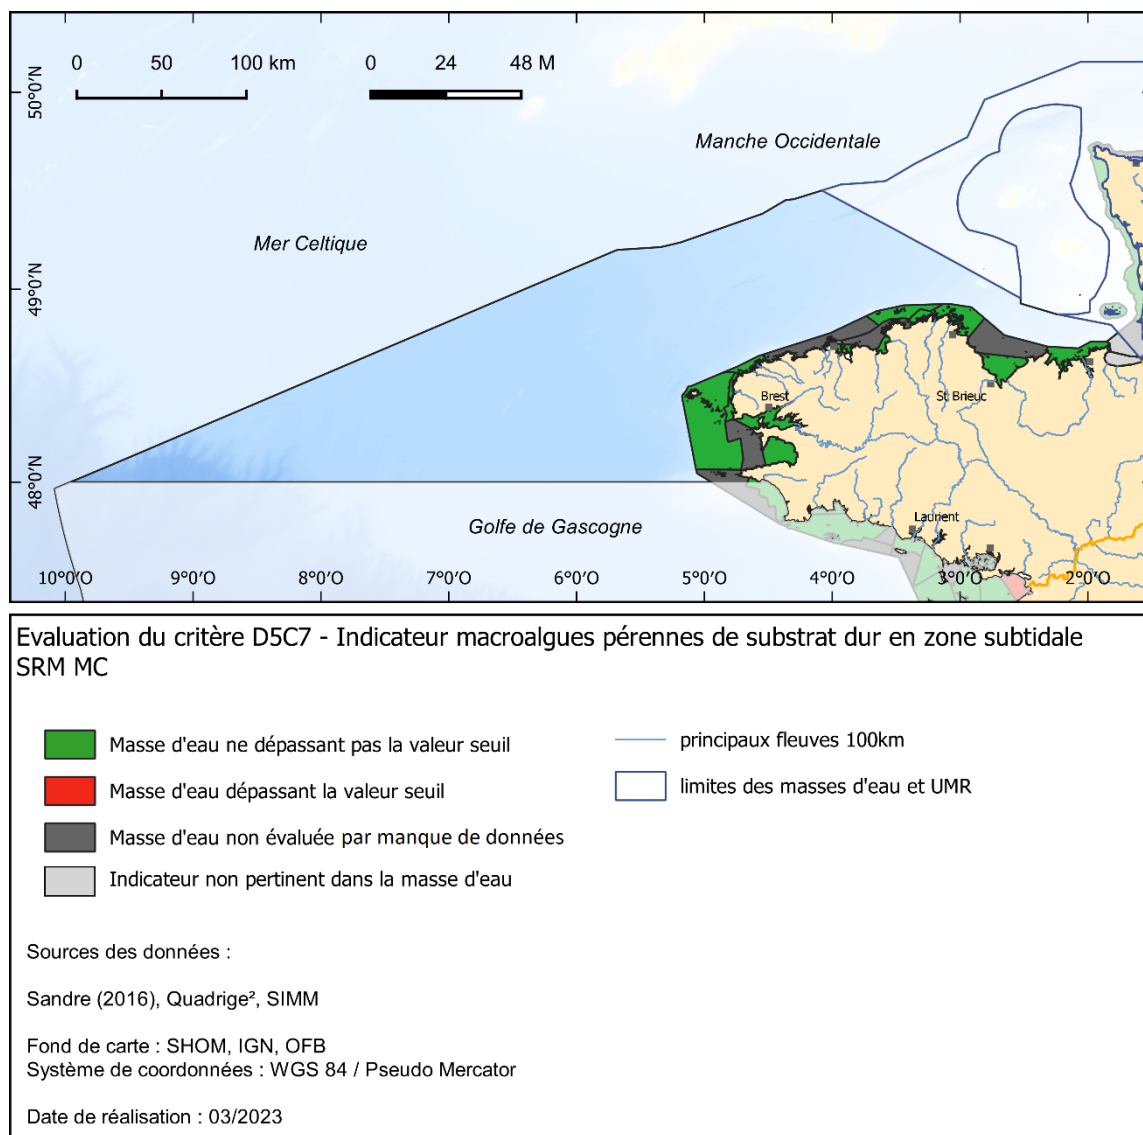 0 50 100 km 0 24 48 M
50°0'N
Manche Occidentale
Mer Celtique
49°0'N
Brest
St Brieuc
48°0'N
Golfe de Gascogne
Laurient
10°0'O 9°0'O 8°0'O 7°0'O 6°0'O 5°0'O 4°0'O 3°0'O 2°0'O
Evaluation du critère D5C7 - Indicateur macroalgues pérennes de substrat dur en zone subtidale
SRM MC
Masse d'eau ne dépassant pas la valeur seuil
Masse d'eau dépassant la valeur seuil
Masse d'eau non évaluée par manque de données
Indicateur non pertinent dans la masse d'eau
principaux fleuves 100km
limites des masses d'eau et UMR
Sources des données :
Sandre (2016), Quadrige², SIMM
Fond de carte : SHOM, IGN, OFB
Système de coordonnées : WGS 84 / Pseudo Mercator
Date de réalisation : 03/2023